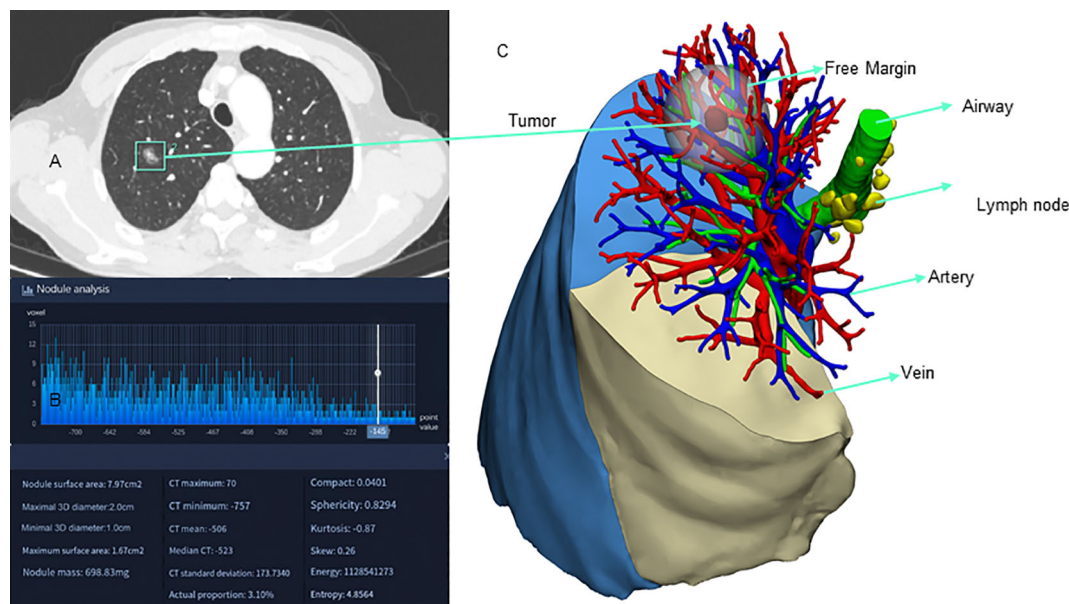 A
2
Nodule analysis
voxel
15
12
9
6
3
0
B
-700
-642
-584
-525
-467
-408
-350
-288
-222
-145
point
value
Nodule surface area: 7.97cm2
Maximal 3D diameter:2.0cm
Minimal 3D diameter:1.0cm
Maximum surface area: 1.67cm2
Nodule mass: 698.83mg
CT maximum: 70
CT minimum: -757
CT mean: -506
Median CT: -523
CT standard deviation: 173.7340
Actual proportion: 3.10%
Compact: 0.0401
Sphericity: 0.8294
Kurtosis: -0.87
Skew: 0.26
Energy: 1128541273
Entropy: 4.8564
C
Free Margin
Airway
Tumor
Lymph node
Artery
Vein